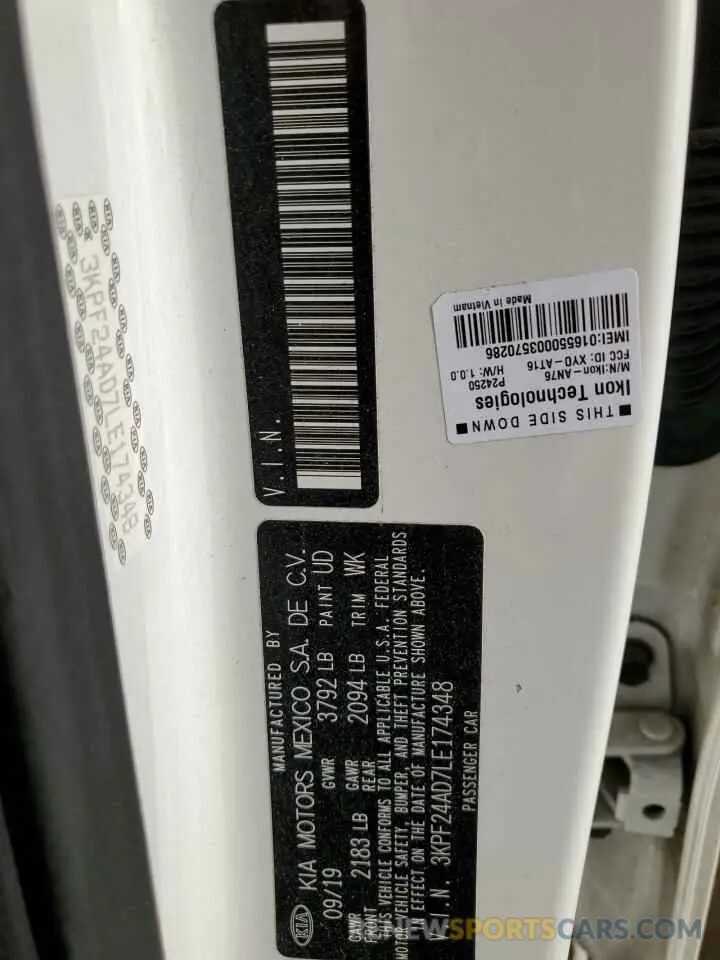 V.I.N.
KIA
MANUFACTURED BY
KIA MOTORS MEXICO S.A. DE C.V.
09/19 GVWR 3792 LB PAINT UD
GAWR FRONT 2183 LB GAWR REAR 2094 LB TRIM WK
THIS VEHICLE CONFORMS TO ALL APPLICABLE U.S.A. FEDERAL
MOTOR VEHICLE SAFETY, BUMPER, AND THEFT PREVENTION STANDARDS
IN EFFECT ON THE DATE OF MANUFACTURE SHOWN ABOVE.
V.I.N. 3KPF24AD7LE174348
PASSENGER CAR
THIS SIDE DOWN
Ikon Technologies
P24250
M/N:Ikon-AN76 H/W: 1.0.0
FCC ID: XYO-AT16
IMEI:016550003570286
Made in Vietnam
3KPF24AD7LE174348
NEWSPORTSCARS.COM